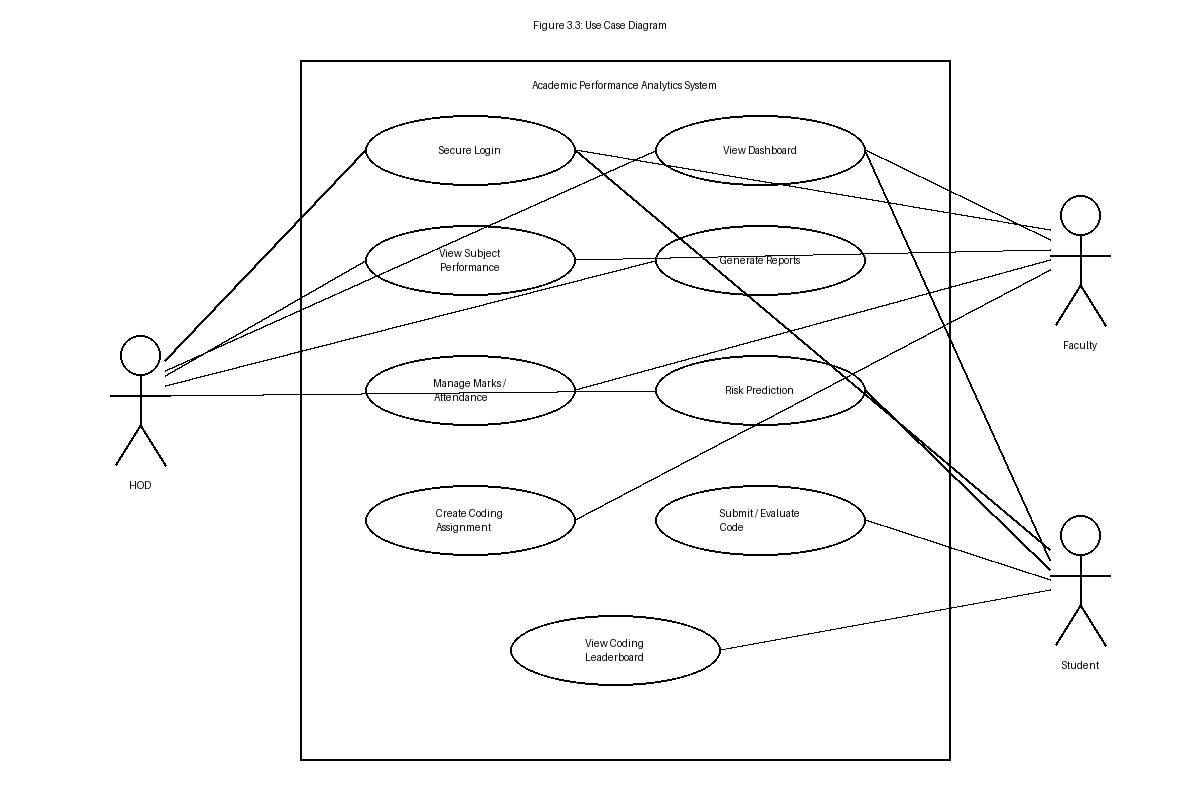 Figure 3.3: Use Case Diagram
Academic Performance Analytics System
Secure Login
View Dashboard
View Subject
Performance
Generate Reports
Faculty
Manage Marks /
Attendance
Risk Prediction
HOD
Create Coding
Assignment
Submit / Evaluate
Code
View Coding
Leaderboard
Student